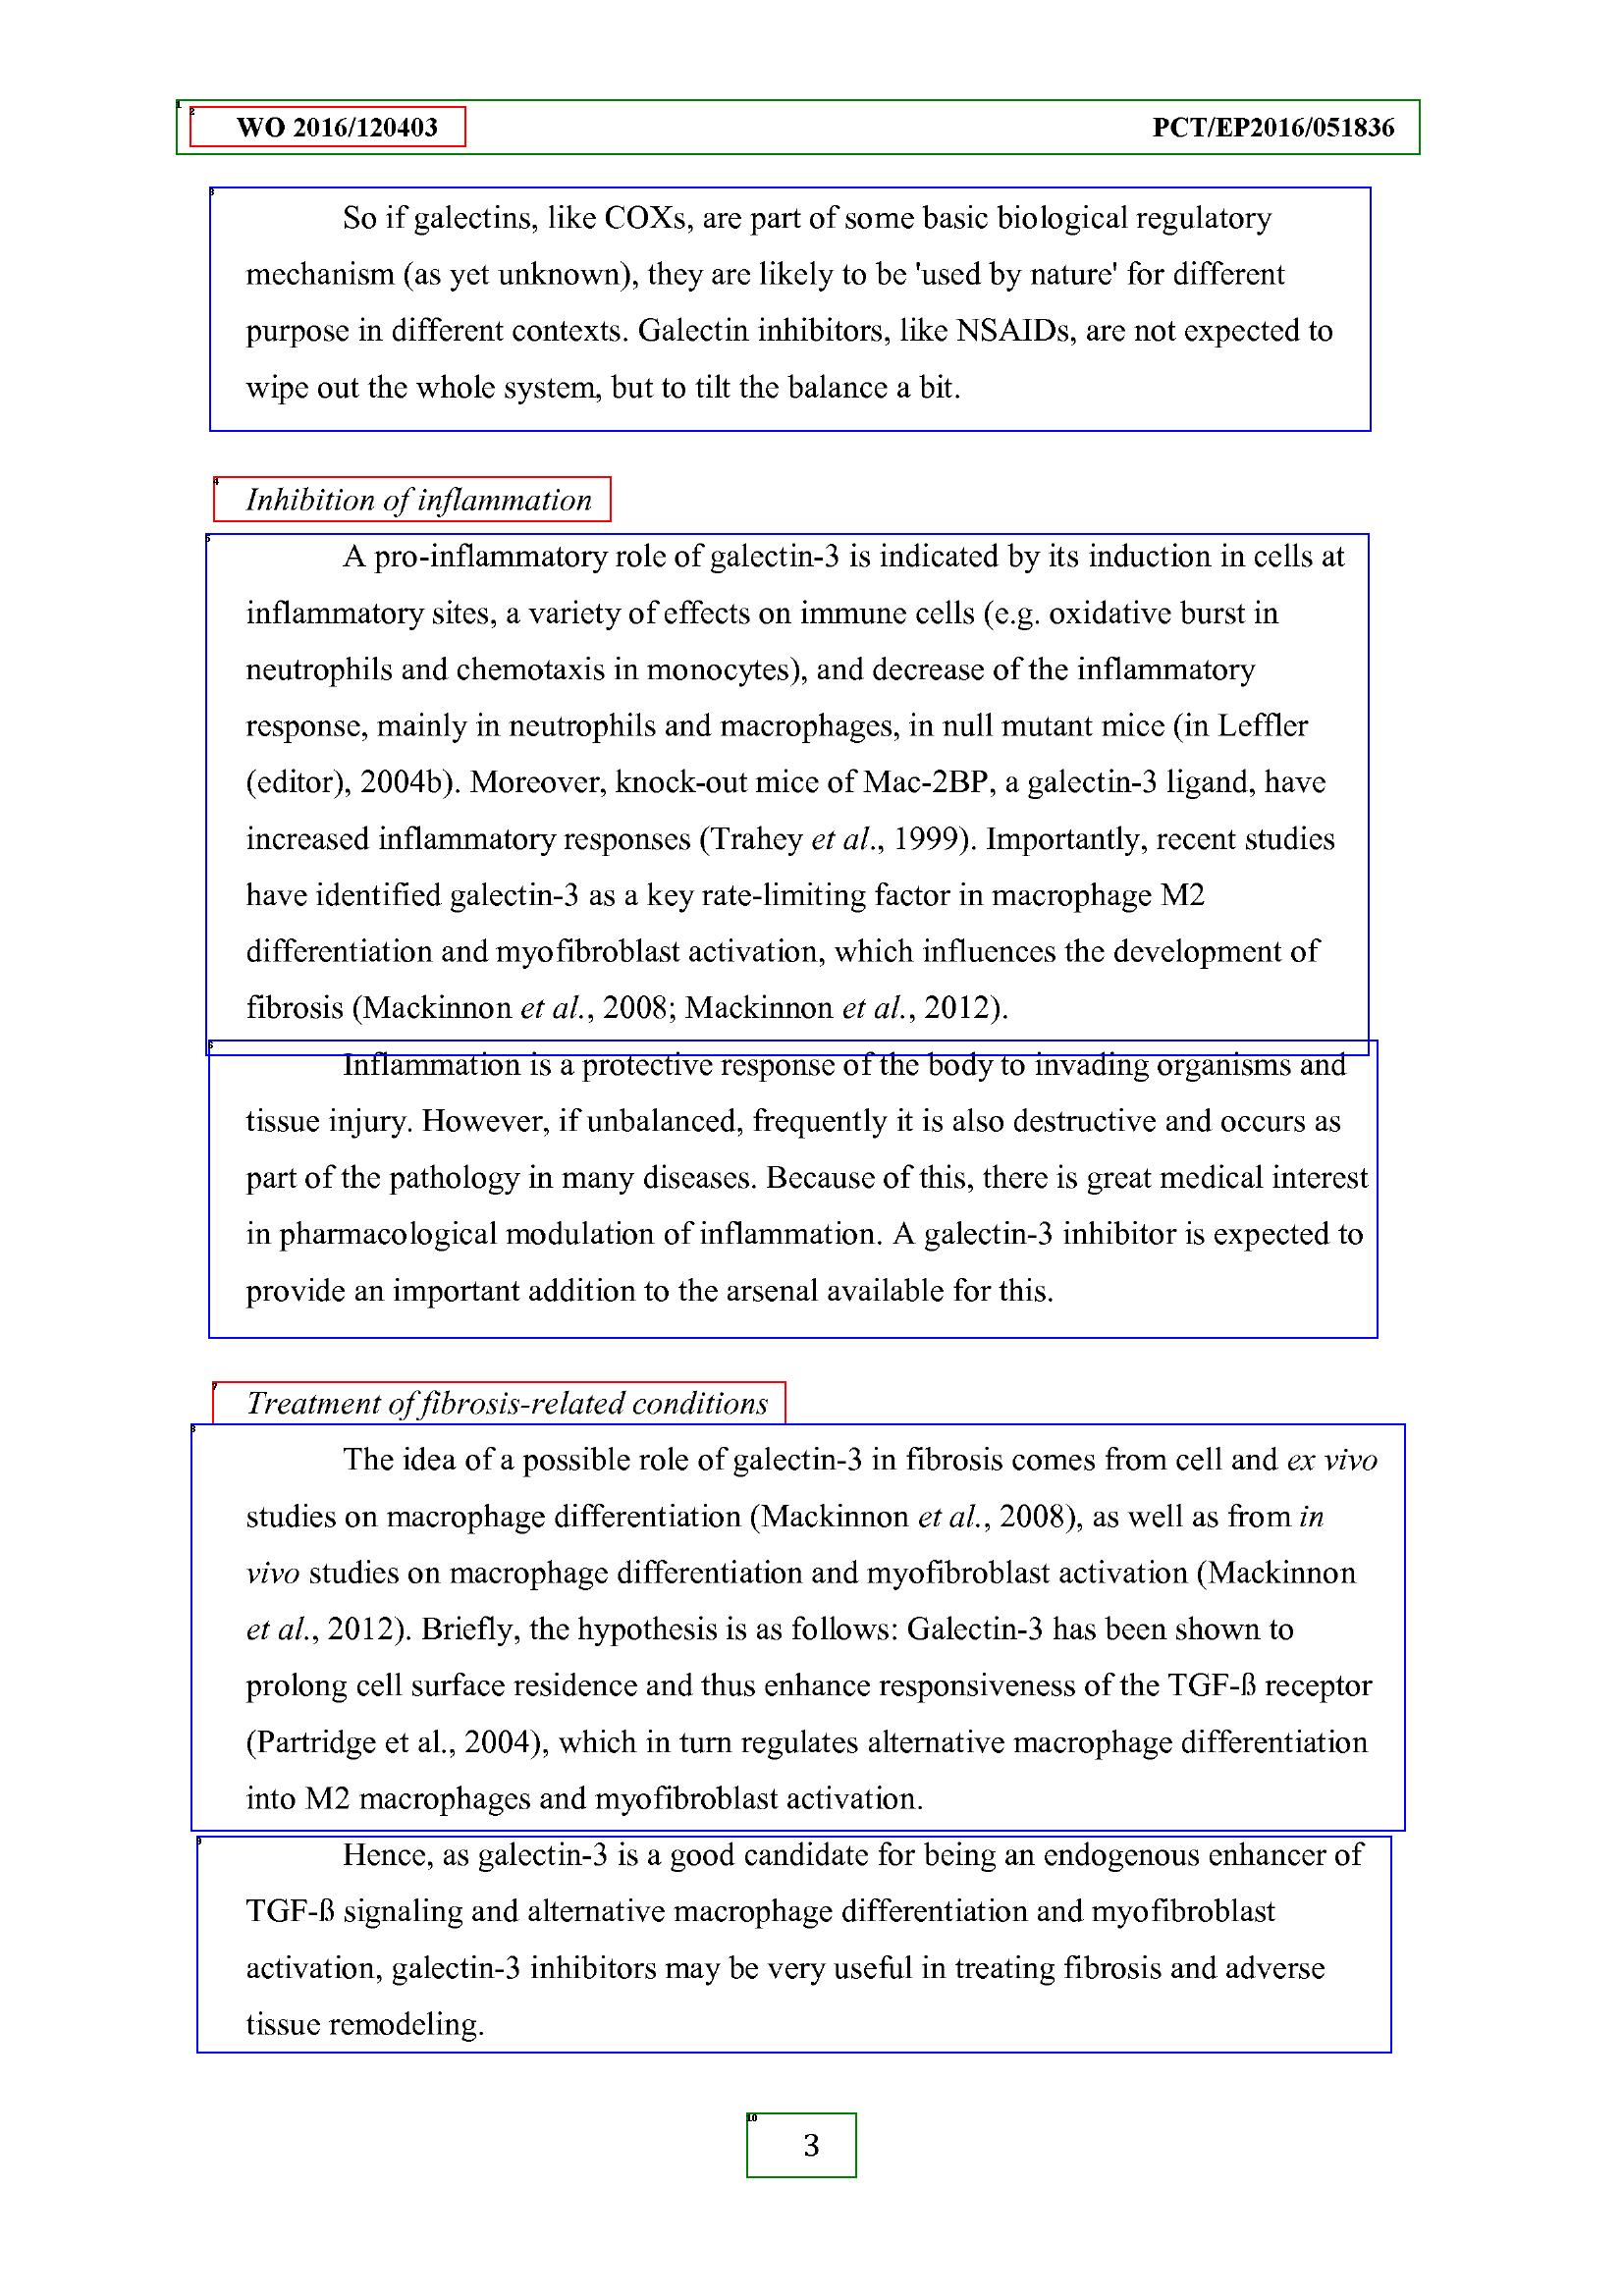 WO 2016/120403 PCT/EP2016/051836
So if galectins, like COXs, are part of some basic biological regulatory
mechanism (as yet unknown), they are likely to be 'used by nature' for different
purpose in different contexts. Galectin inhibitors, like NSAIDs, are not expected to
wipe out the whole system, but to tilt the balance a bit.
Inhibition of inflammation
A pro-inflammatory role of galectin-3 is indicated by its induction in cells at
inflammatory sites, a variety of effects on immune cells (e.g. oxidative burst in
neutrophils and chemotaxis in monocytes), and decrease of the inflammatory
response, mainly in neutrophils and macrophages, in null mutant mice (in Leffler
(editor), 2004b). Moreover, knock-out mice of Mac-2BP, a galectin-3 ligand, have
increased inflammatory responses (Trahey et al., 1999). Importantly, recent studies
have identified galectin-3 as a key rate-limiting factor in macrophage M2
differentiation and myofibroblast activation, which influences the development of
fibrosis (Mackinnon et al., 2008; Mackinnon et al., 2012).
Inflammation is a protective response of the body to invading organisms and
tissue injury. However, if unbalanced, frequently it is also destructive and occurs as
part of the pathology in many diseases. Because of this, there is great medical interest
in pharmacological modulation of inflammation. A galectin-3 inhibitor is expected to
provide an important addition to the arsenal available for this.
Treatment of fibrosis-related conditions
The idea of a possible role of galectin-3 in fibrosis comes from cell and ex vivo
studies on macrophage differentiation (Mackinnon et al., 2008), as well as from in
vivo studies on macrophage differentiation and myofibroblast activation (Mackinnon
et al., 2012). Briefly, the hypothesis is as follows: Galectin-3 has been shown to
prolong cell surface residence and thus enhance responsiveness of the TGF-ß receptor
(Partridge et al., 2004), which in turn regulates alternative macrophage differentiation
into M2 macrophages and myofibroblast activation.
Hence, as galectin-3 is a good candidate for being an endogenous enhancer of
TGF-ß signaling and alternative macrophage differentiation and myofibroblast
activation, galectin-3 inhibitors may be very useful in treating fibrosis and adverse
tissue remodeling.
10
3